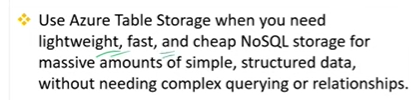 Use Azure Table Storage when you need
lightweight, fast, and cheap NoSQL storage for
massive amounts of simple, structured data,
without needing complex querying or relationships.